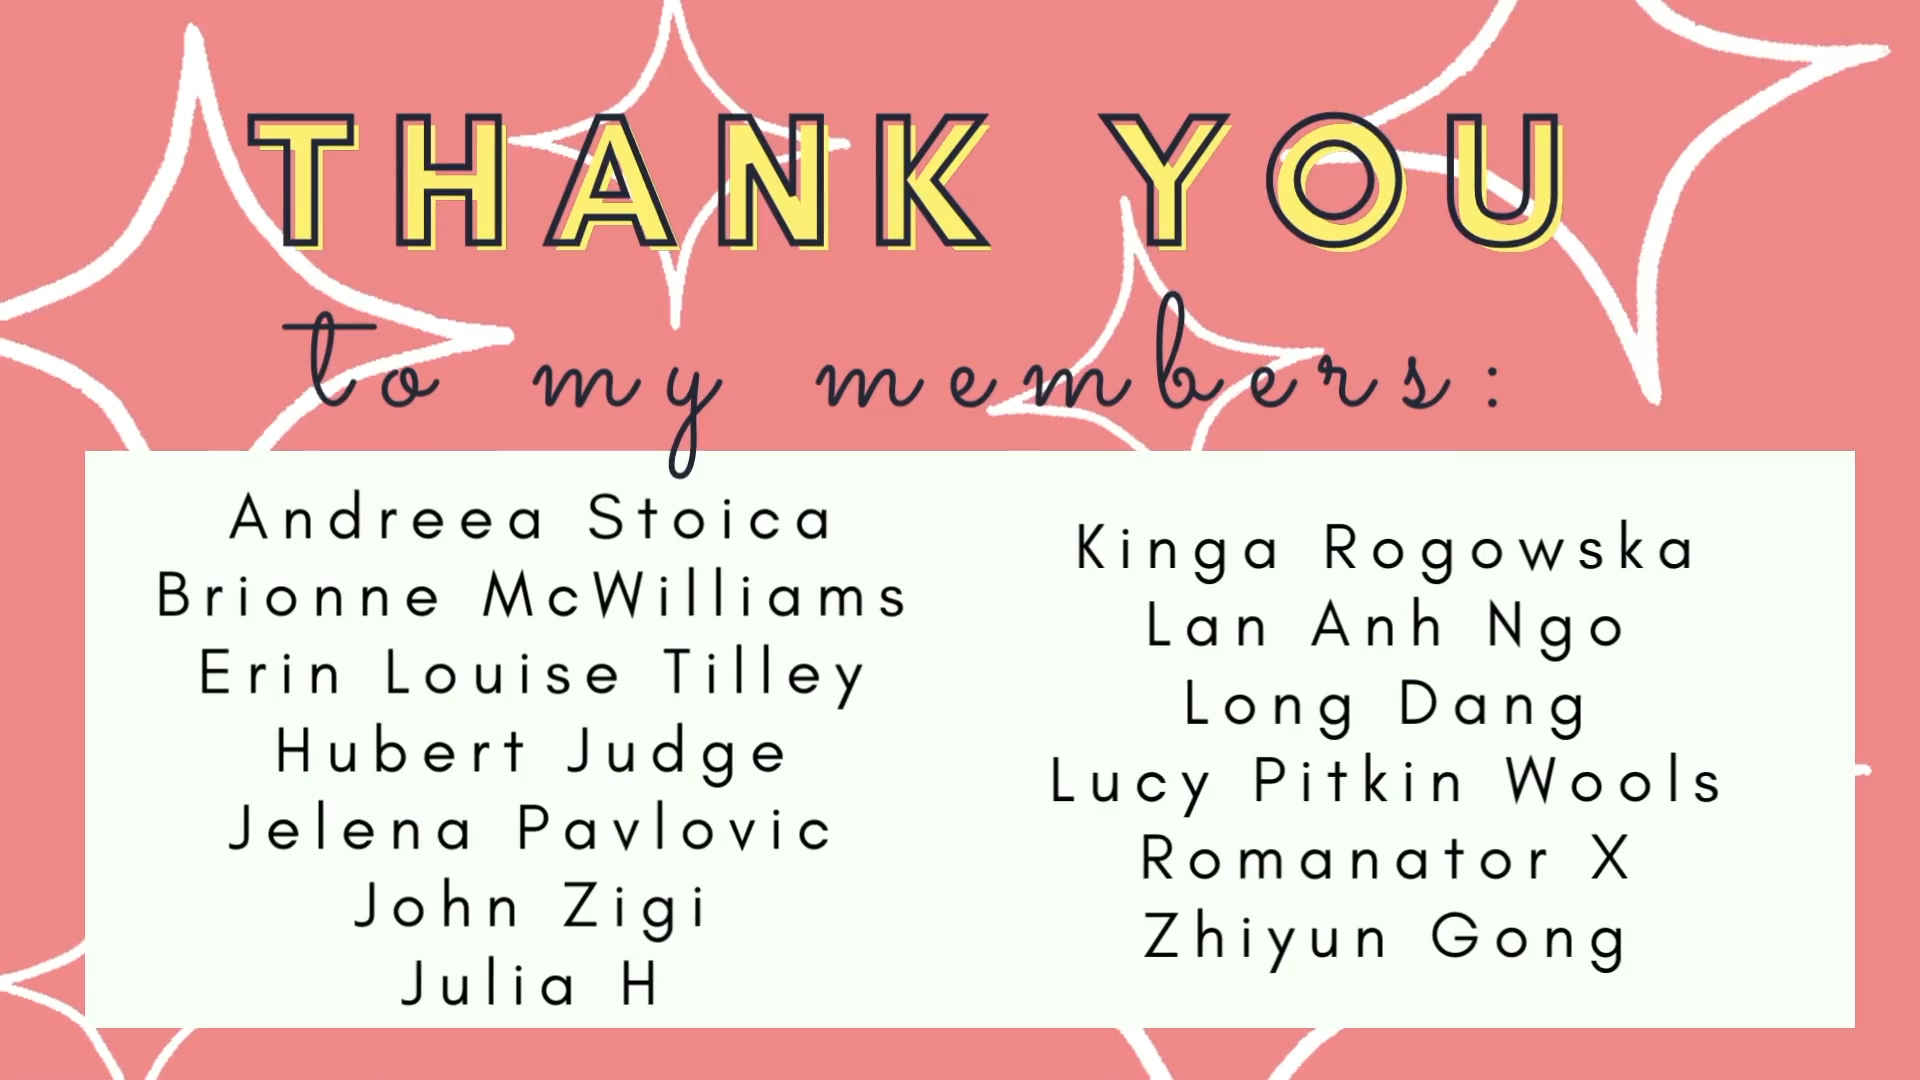 THANK YOU
to my members:
Andreea Stoica
Brionne McWilliams
Erin Louise Tilley
Hubert Judge
Jelena Pavlovic
John Zigi
Julia H
Kinga Rogowska
Lan Anh Ngo
Long Dang
Lucy Pitkin Wools
Romanator X
Zhiyun Gong